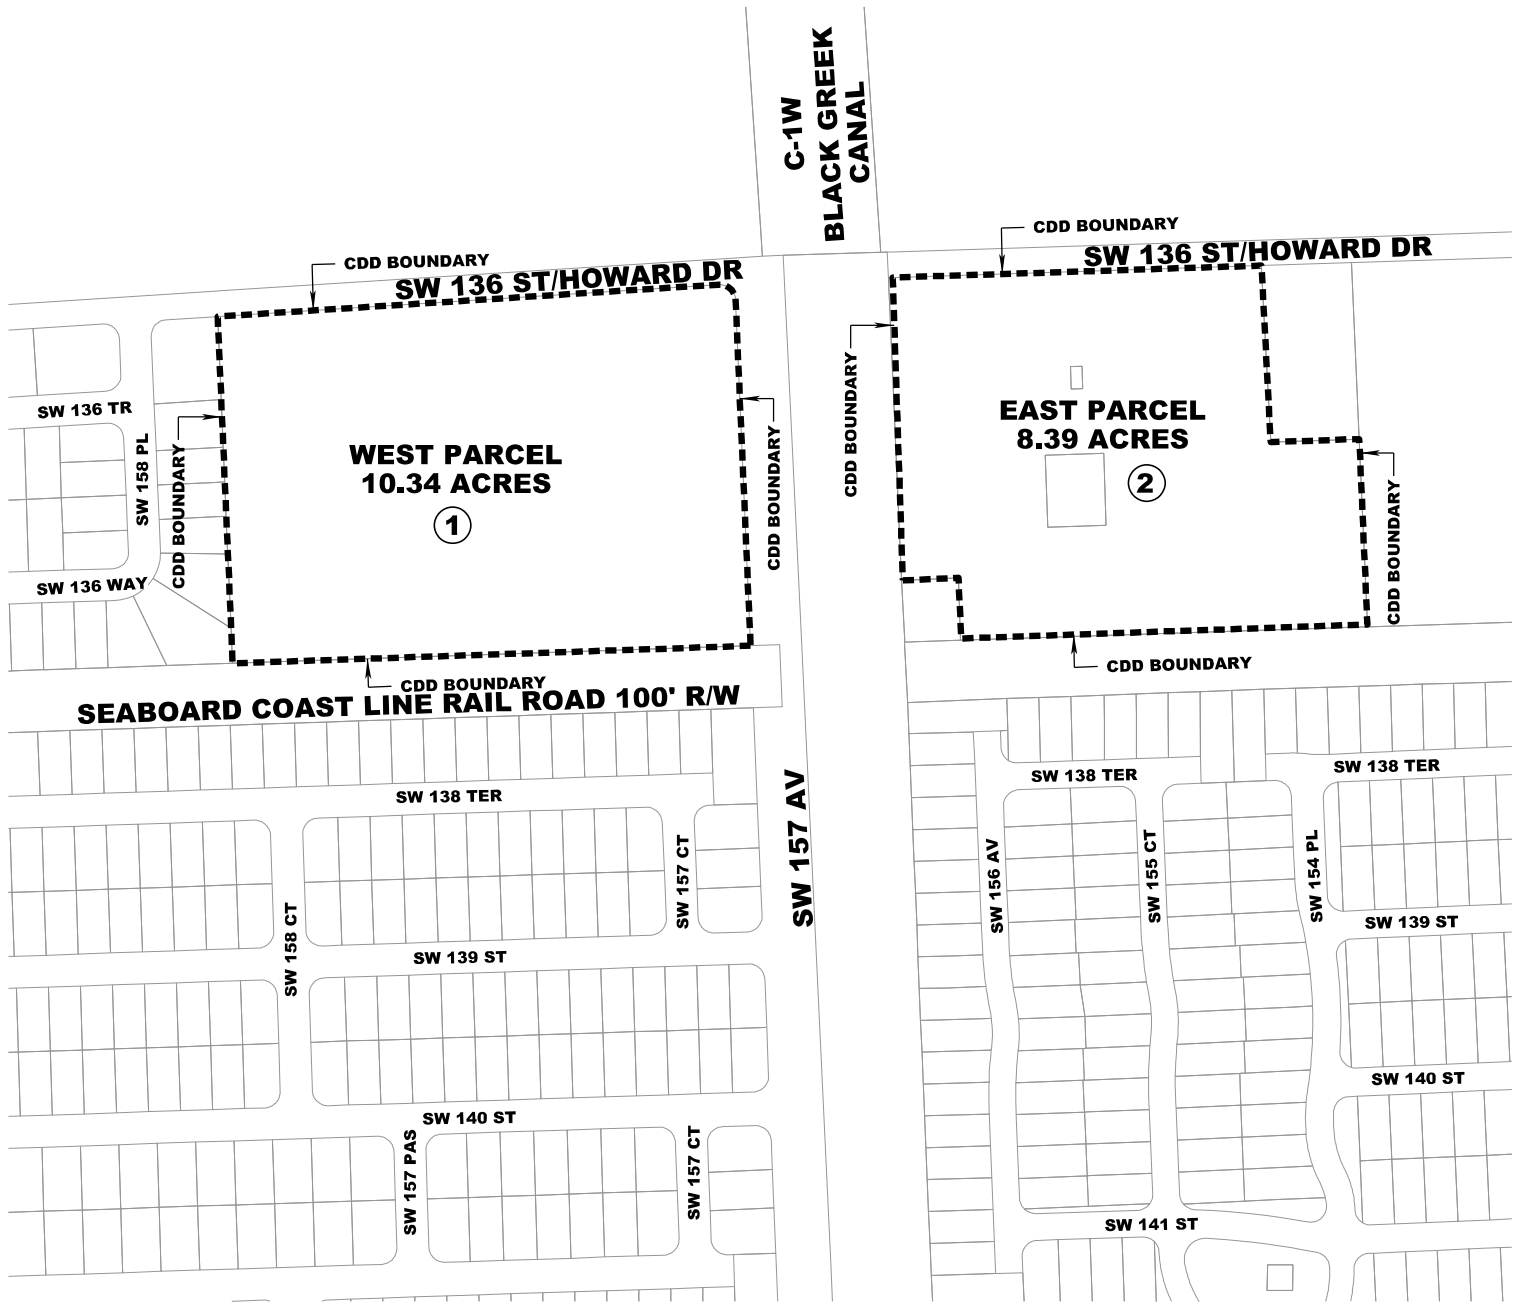 C-1W
BLACK GREEK
CANAL
CDD BOUNDARY
SW 136 ST/HOWARD DR
CDD BOUNDARY
SW 136 ST/HOWARD DR
CDD BOUNDARY
CDD BOUNDARY
CDD BOUNDARY
CDD BOUNDARY
SW 136 TR
SW 158 PL
SW 136 WAY
WEST PARCEL
10.34 ACRES
1
EAST PARCEL
8.39 ACRES
2
CDD BOUNDARY
CDD BOUNDARY
SEABOARD COAST LINE RAIL ROAD 100' R/W
SW 138 TER
SW 138 TER
SW 138 TER
SW 157 AV
SW 157 CT
SW 158 CT
SW 156 AV
SW 155 CT
SW 154 PL
SW 139 ST
SW 139 ST
SW 140 ST
SW 140 ST
SW 157 PAS
SW 157 CT
SW 141 ST